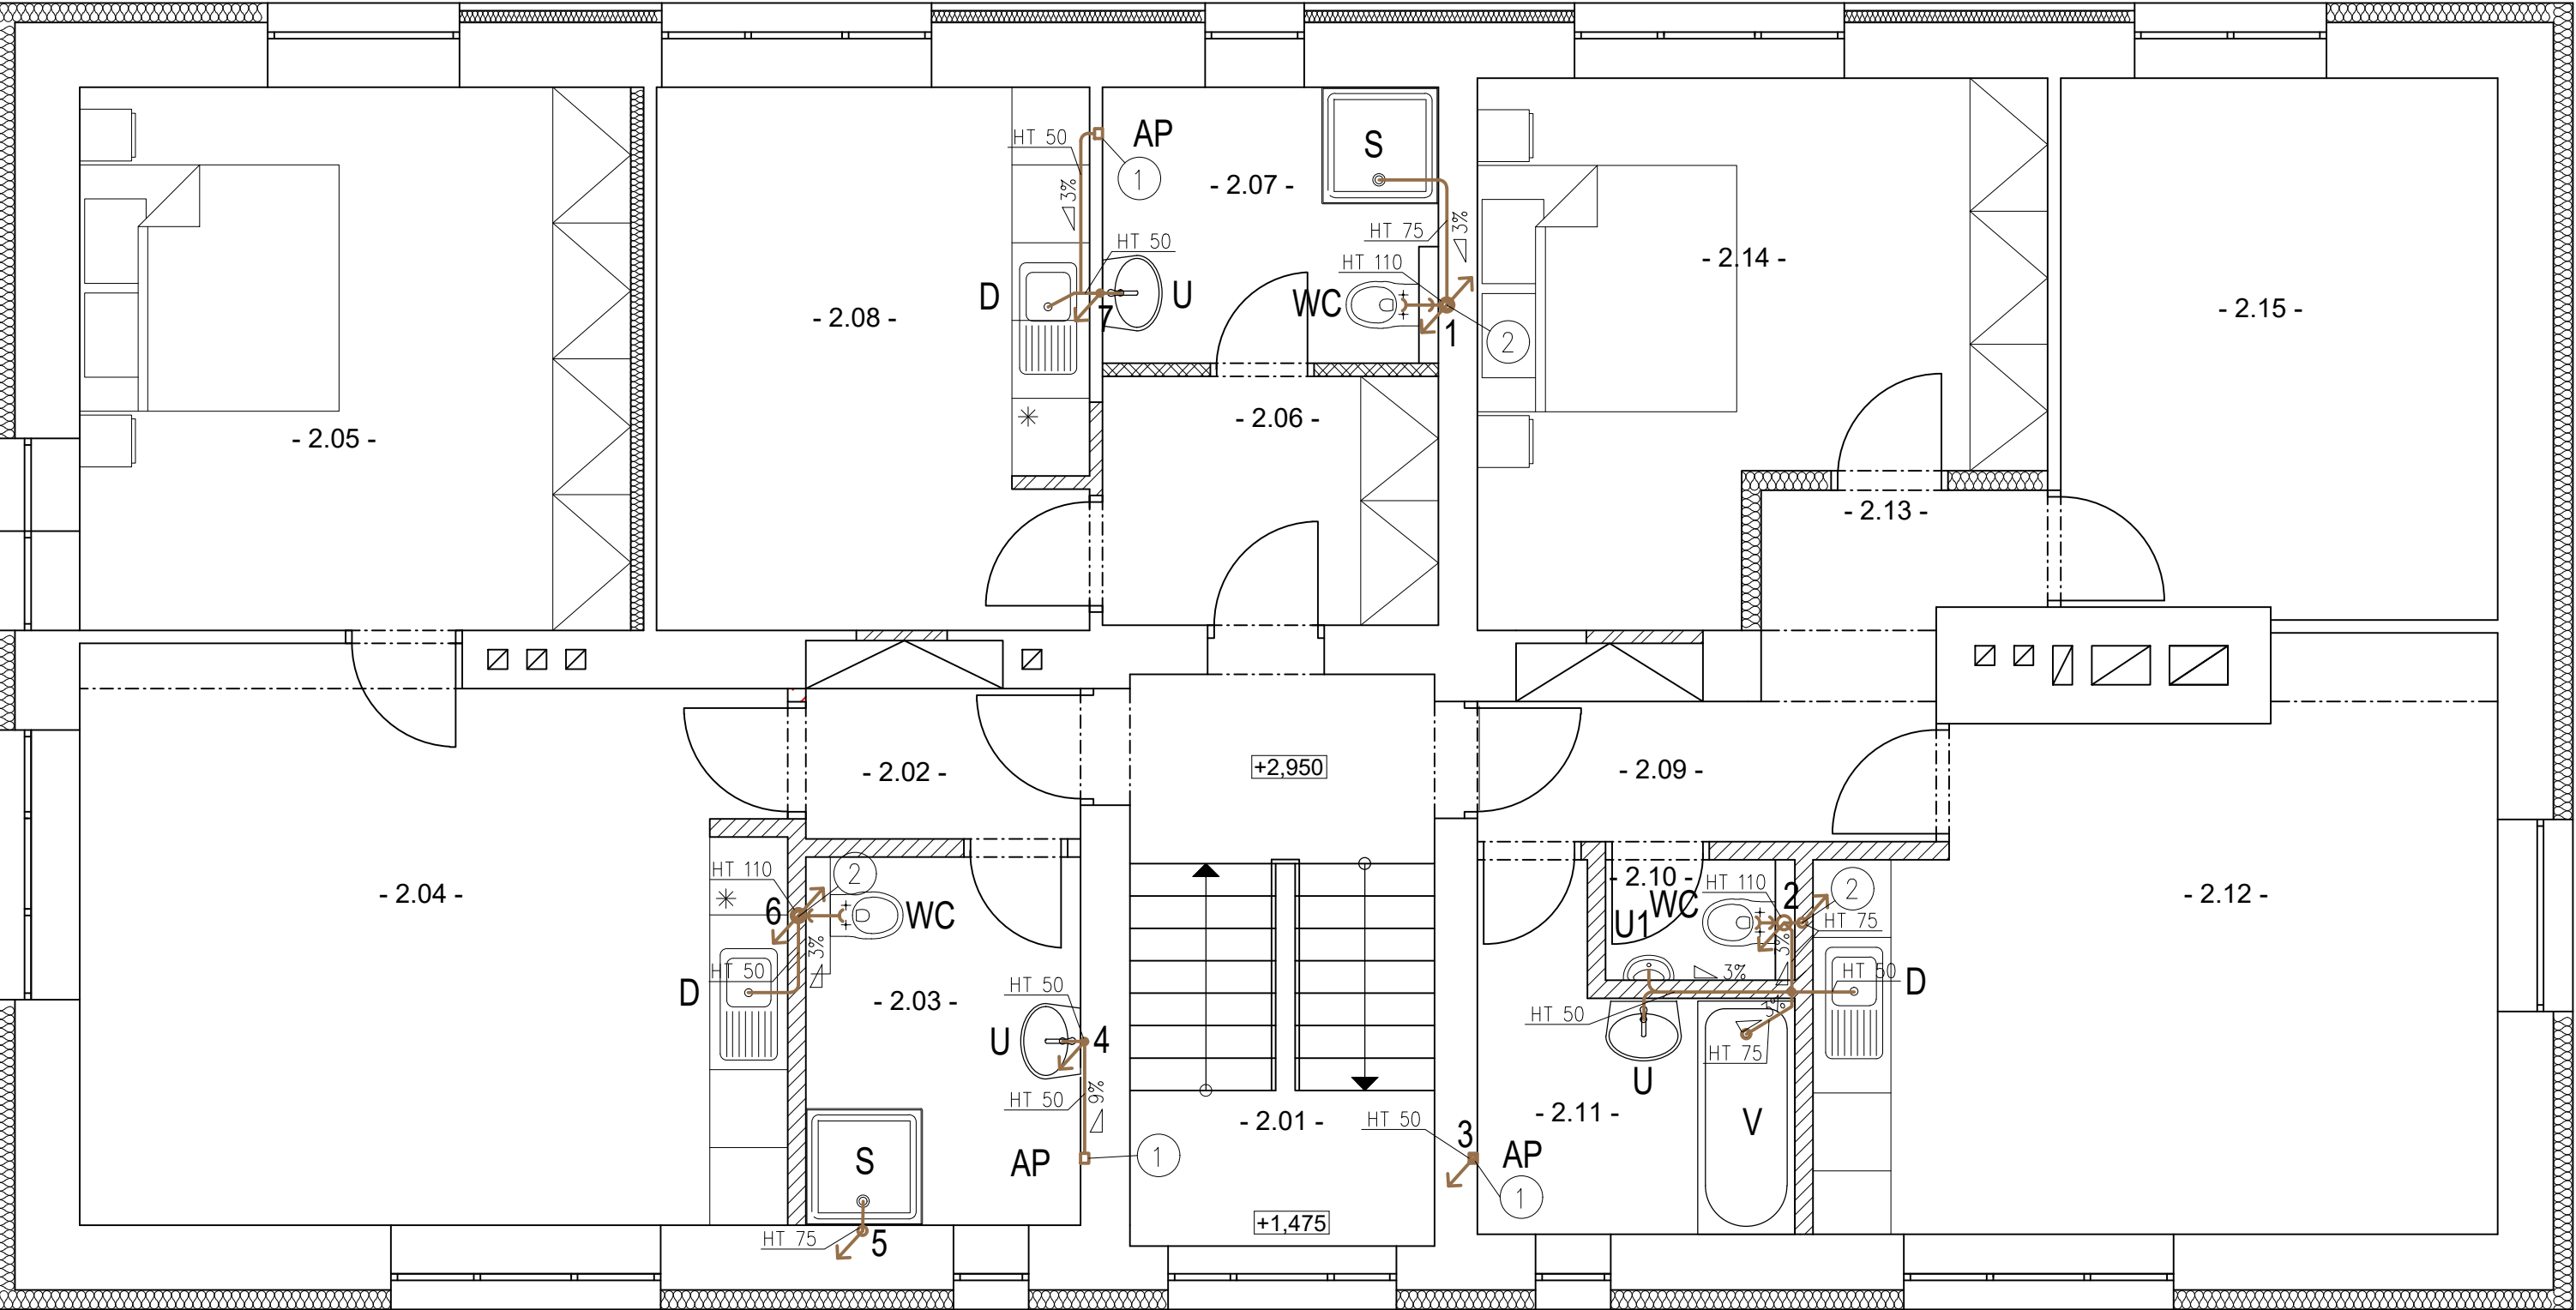 HT 50
AP
S
1
- 2.07 -
3%
3%
HT 75
HT 50
HT 110
- 2.14 -
D
U
WC
- 2.08 -
7
1
2
- 2.15 -
- 2.05 -
- 2.06 -
- 2.13 -
- 2.02 -
+2,950
- 2.09 -
HT 110
2
- 2.10 -
HT 110
2
2
- 2.04 -
6
WC
WC
U1
HT 75
- 2.12 -
3%
3%
HT 50
3%
HT 50
D
D
- 2.03 -
HT 50
3%
HT 50
U
4
HT 75
U
HT 50
9%
- 2.01 -
HT 50
- 2.11 -
V
3
S
AP
1
AP
1
+1,475
HT 75
5